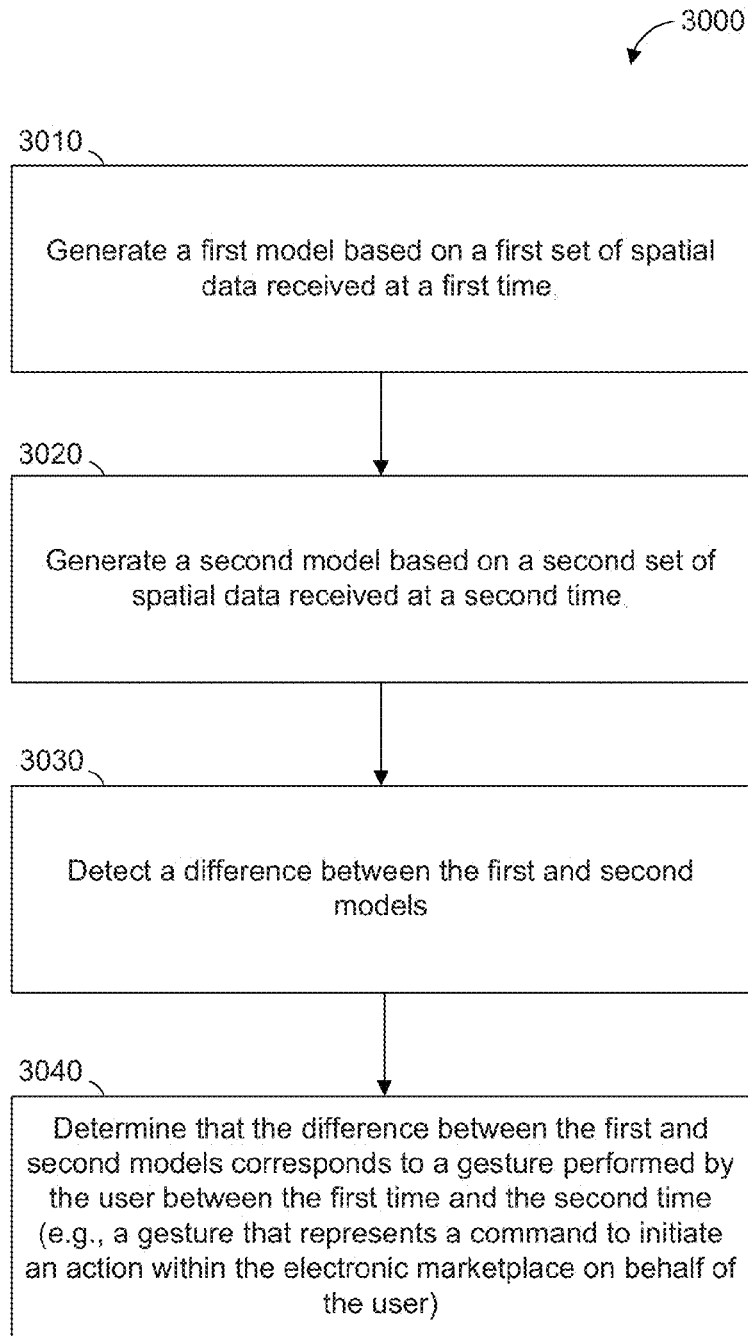 3000
3010
Generate a first model based on a first set of spatial
data received at a first time.
3020
Generate a second model based on a second set of
spatial data received at a second time.
3030
Detect a difference between the first and second
models
3040
Determine that the difference between the first and
second models corresponds to a gesture performed by
the user between the first time and the second time
(e.g., a gesture that represents a command to initiate
an action within the electronic marketplace on behalf of
the user)